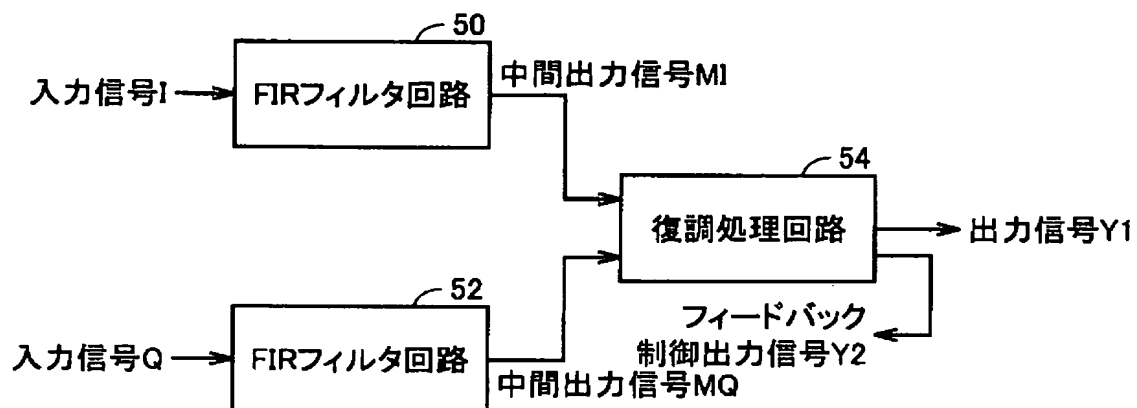 50
入力信号I
FIRフィルタ回路
中間出力信号MI
54
復調処理回路
出力信号Y1
52
フィードバック
制御出力信号Y2
入力信号Q
FIRフィルタ回路
中間出力信号MQ